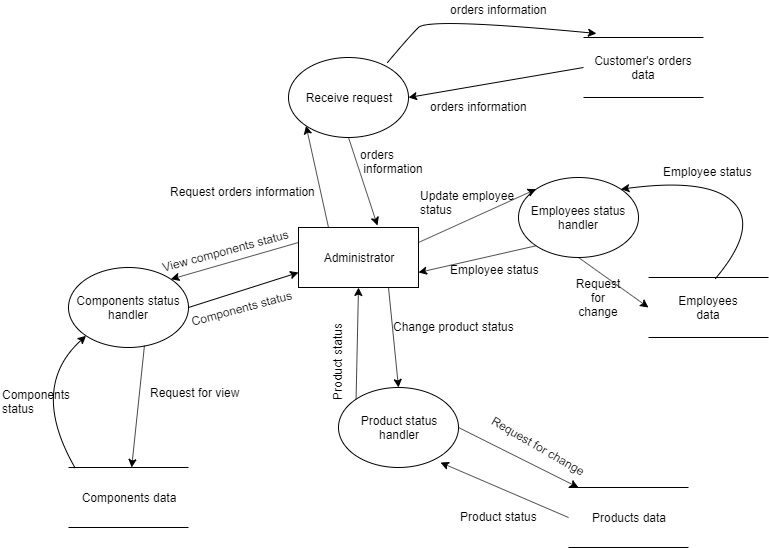 orders information
Customer's orders
data
Receive request
orders information
orders
information
Request orders information
Employee status
Update employee
status
Employees status
handler
View components status
Administrator
Employee status
Request
for
change
Components status
handler
Components status
Employees
data
Product status
Change product status
Components
status
Request for view
Product status
handler
Request for change
Components data
Product status
Products data